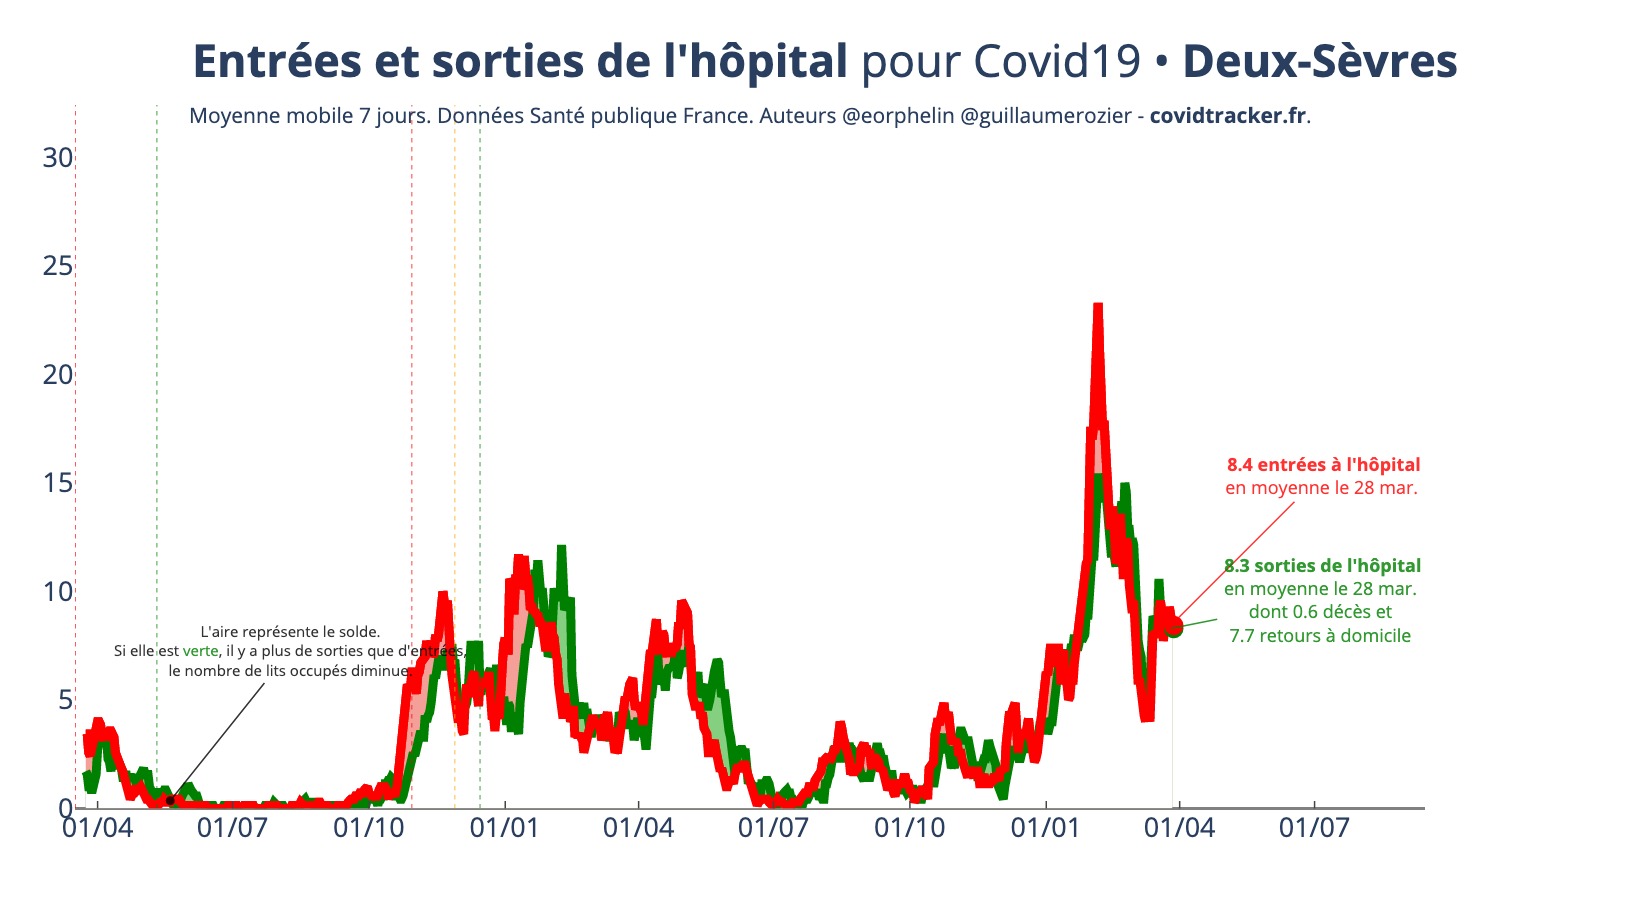 Entrées et sorties de l'hôpital pour Covid19 • Deux-Sèvres
Moyenne mobile 7 jours. Données Santé publique France. Auteurs @eorphelin @guillaumerozier - covidtracker.fr.
30
25
20
15
10
5
0
8.4 entrées à l'hôpital
en moyenne le 28 mar.
8.3 sorties de l'hôpital
en moyenne le 28 mar.
dont 0.6 décès et
7.7 retours à domicile
L'aire représente le solde.
Si elle est verte, il y a plus de sorties que d'entrées,
le nombre de lits occupés diminue.
01/04 01/07 01/10 01/01 01/04 01/07 01/10 01/01 01/04 01/07